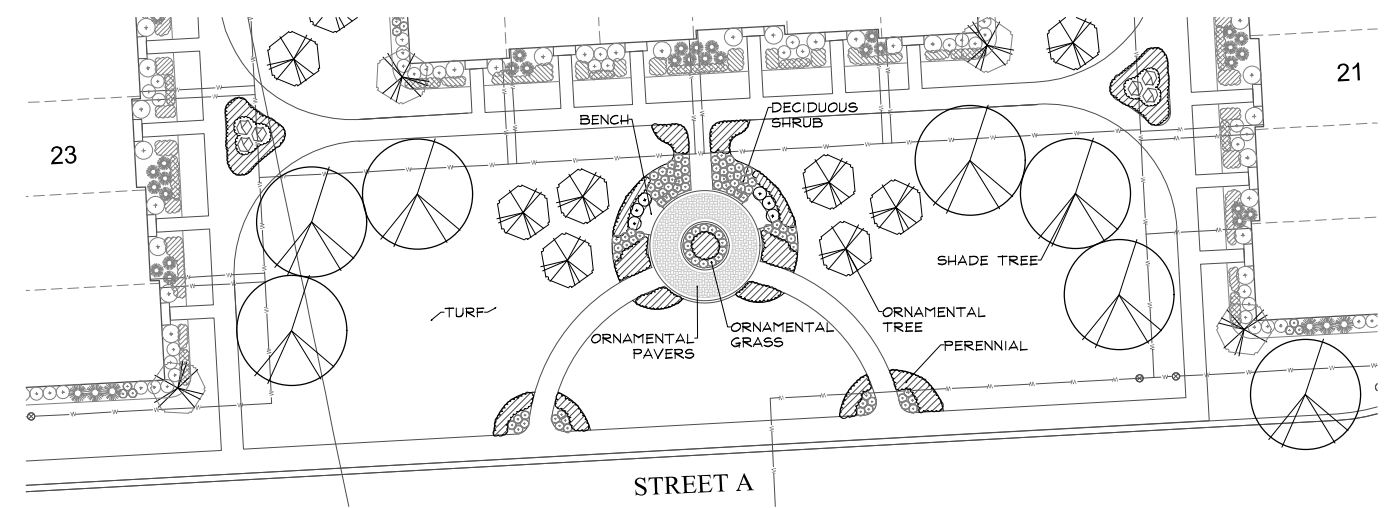 21
DECIDUOUS
SHRUB
BENCH
23
SHADE TREE
TURF
ORNAMENTAL
TREE
ORNAMENTAL
GRASS
ORNAMENTAL
PAVERS
PERENNIAL
STREET A